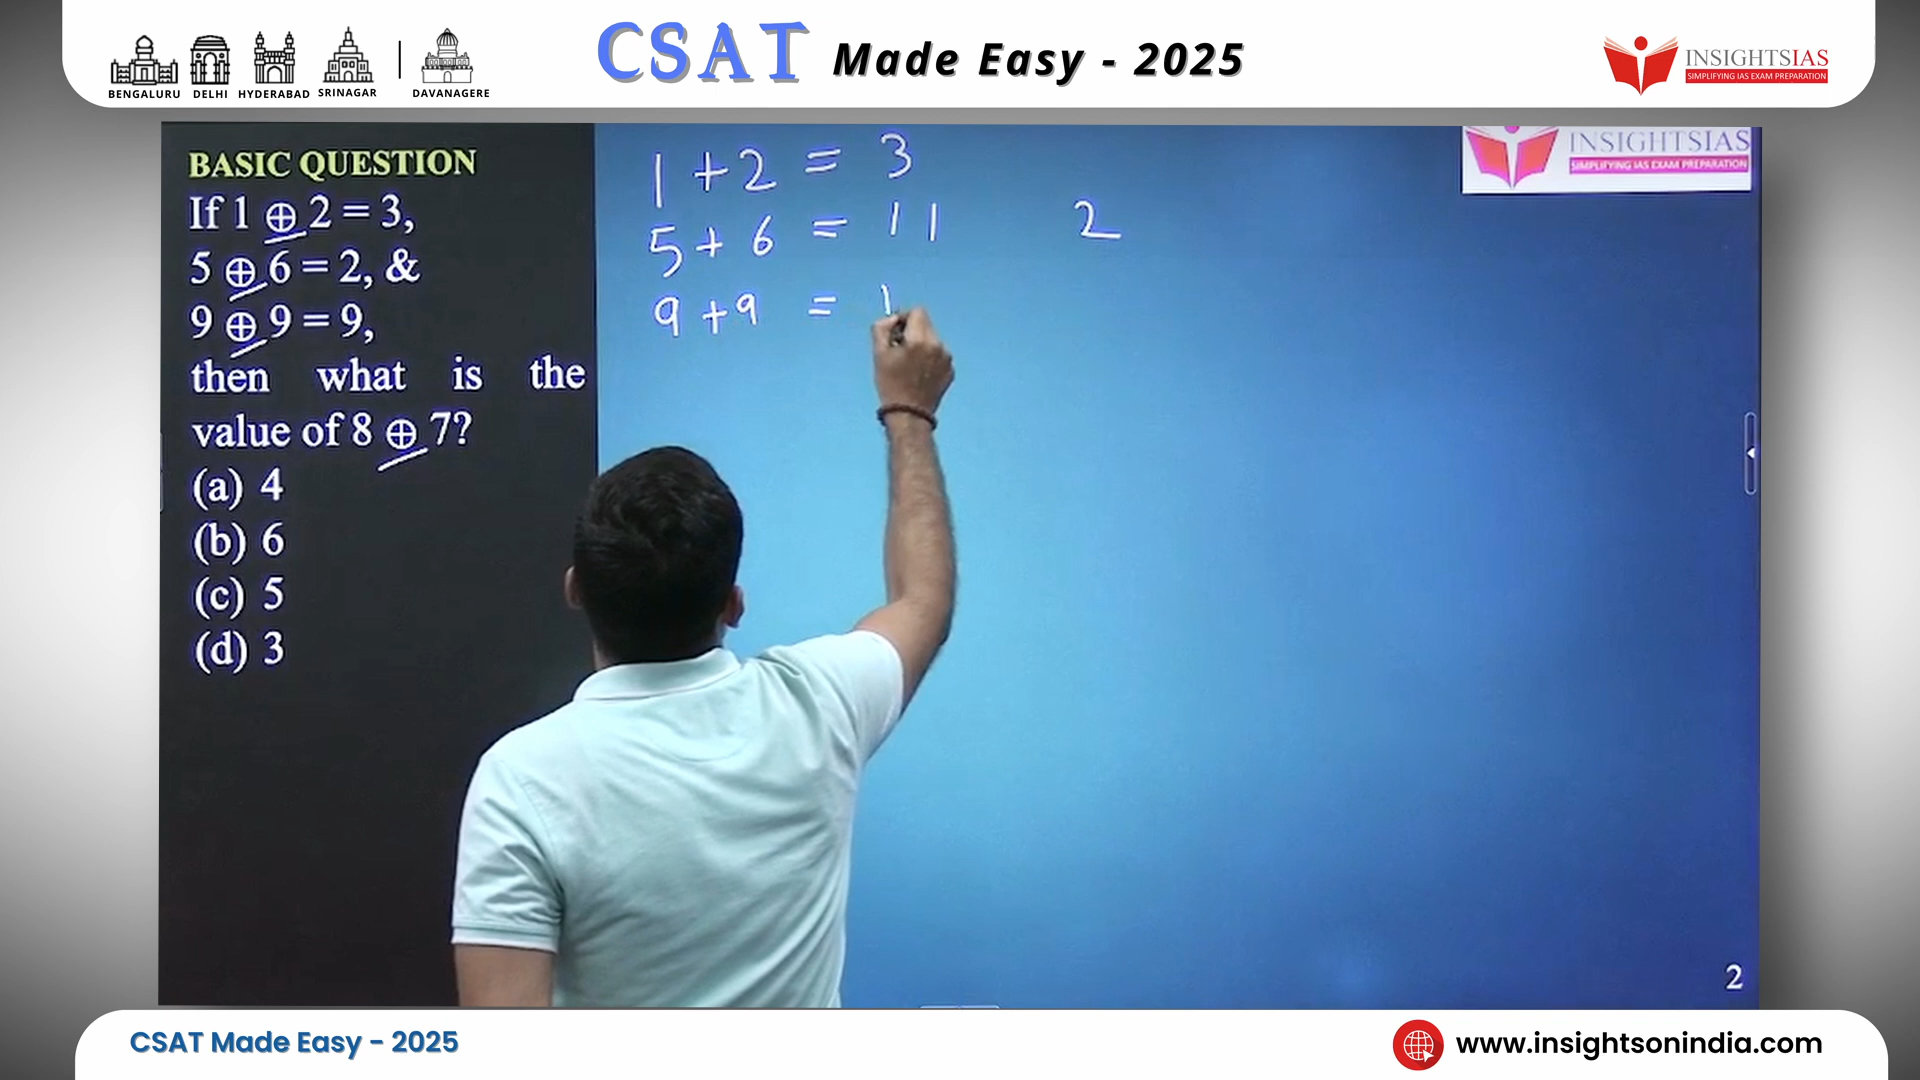 BENGALURU DELHI HYDERABAD SRINAGAR DAVANAGERE
CSAT Made Easy - 2025
INSIGHTSIAS
SIMPLIFYING IAS EXAM PREPARATION
BASIC QUESTION
If 1 ⊕ 2 = 3,
5 ⊕ 6 = 2, &
9 ⊕ 9 = 9,
then what is the
value of 8 ⊕ 7?
(a) 4
(b) 6
(c) 5
(d) 3
1 + 2 = 3
5 + 6 = 11 2
9 + 9 = 1
INSIGHTSIAS
SIMPLIFYING IAS EXAM PREPARATION
2
CSAT Made Easy - 2025
www.insightsonindia.com